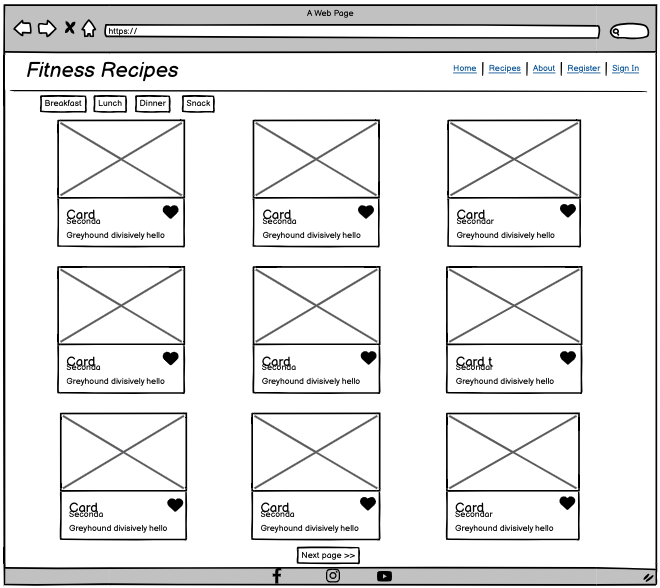 A Web Page
https://
Fitness Recipes
Home Recipes About Register Sign In
Breakfast Lunch Dinner Snack
Card
Seconda
Greyhound divisively hello
Card
Seconda
Greyhound divisively hello
Card
Secondar
Greyhound divisively hello
Card
Seconda
Greyhound divisively hello
Card
Seconda
Greyhound divisively hello
Card t
Secondar
Greyhound divisively hello
Card
Seconda
Greyhound divisively hello
Card
Seconda
Greyhound divisively hello
Card
Secondar
Greyhound divisively hello
Next page >>